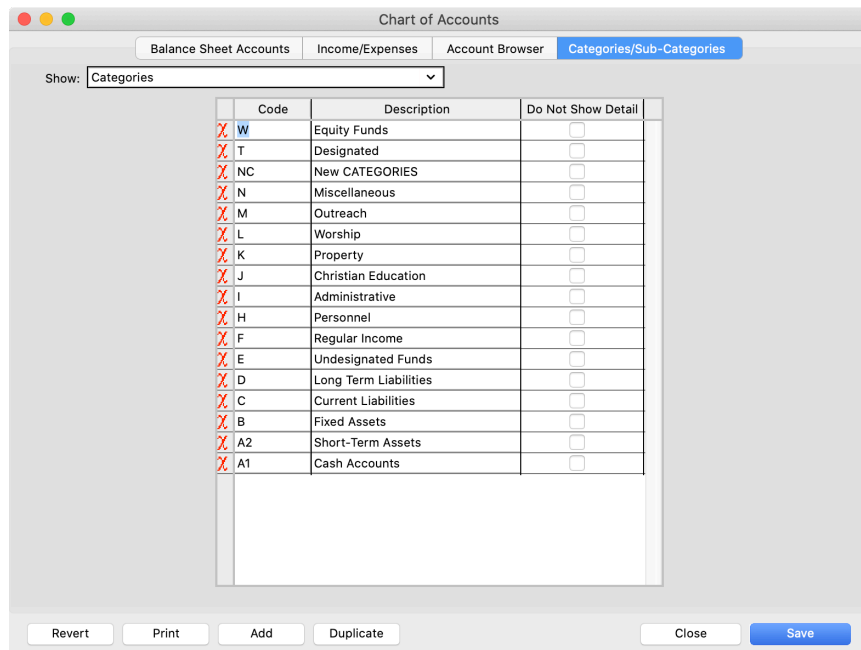 Chart of Accounts
Balance Sheet Accounts Income/Expenses Account Browser Categories/Sub-Categories
Show: Categories
Code Description Do Not Show Detail
W Equity Funds
T Designated
NC New CATEGORIES
N Miscellaneous
M Outreach
L Worship
K Property
J Christian Education
I Administrative
H Personnel
F Regular Income
E Undesignated Funds
D Long Term Liabilities
C Current Liabilities
B Fixed Assets
A2 Short-Term Assets
A1 Cash Accounts
Revert Print Add Duplicate Close Save